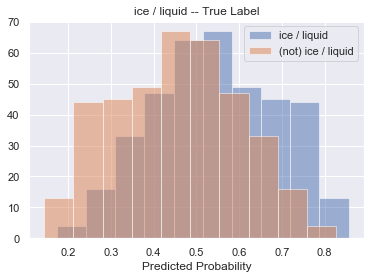 ice / liquid -- True Label
ice / liquid
(not) ice / liquid
70
60
50
40
30
20
10
0
0.2 0.3 0.4 0.5 0.6 0.7 0.8
Predicted Probability